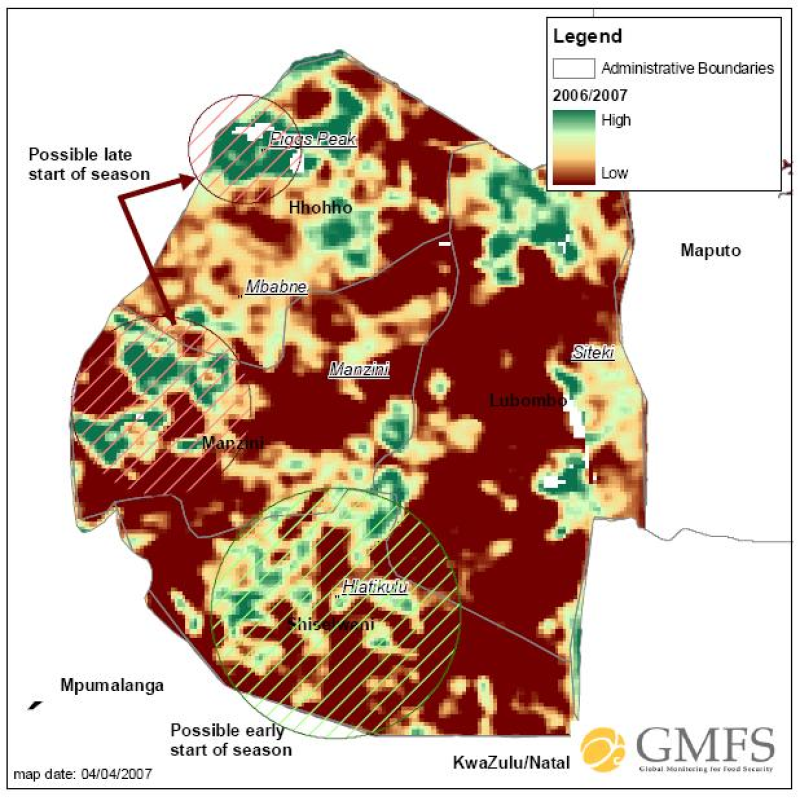 Legend
Administrative Boundaries
2006/2007
High
Low
Possible late
start of season
Piggs Peak
Hhohho
Maputo
Mbabne
Siteki
Manzini
Lubombo
Manzini
Hlatikulu
Shiselweni
Mpumalanga
Possible early
start of season
KwaZulu/Natal
GMFS
Global Monitoring for Food Security
map date: 04/04/2007